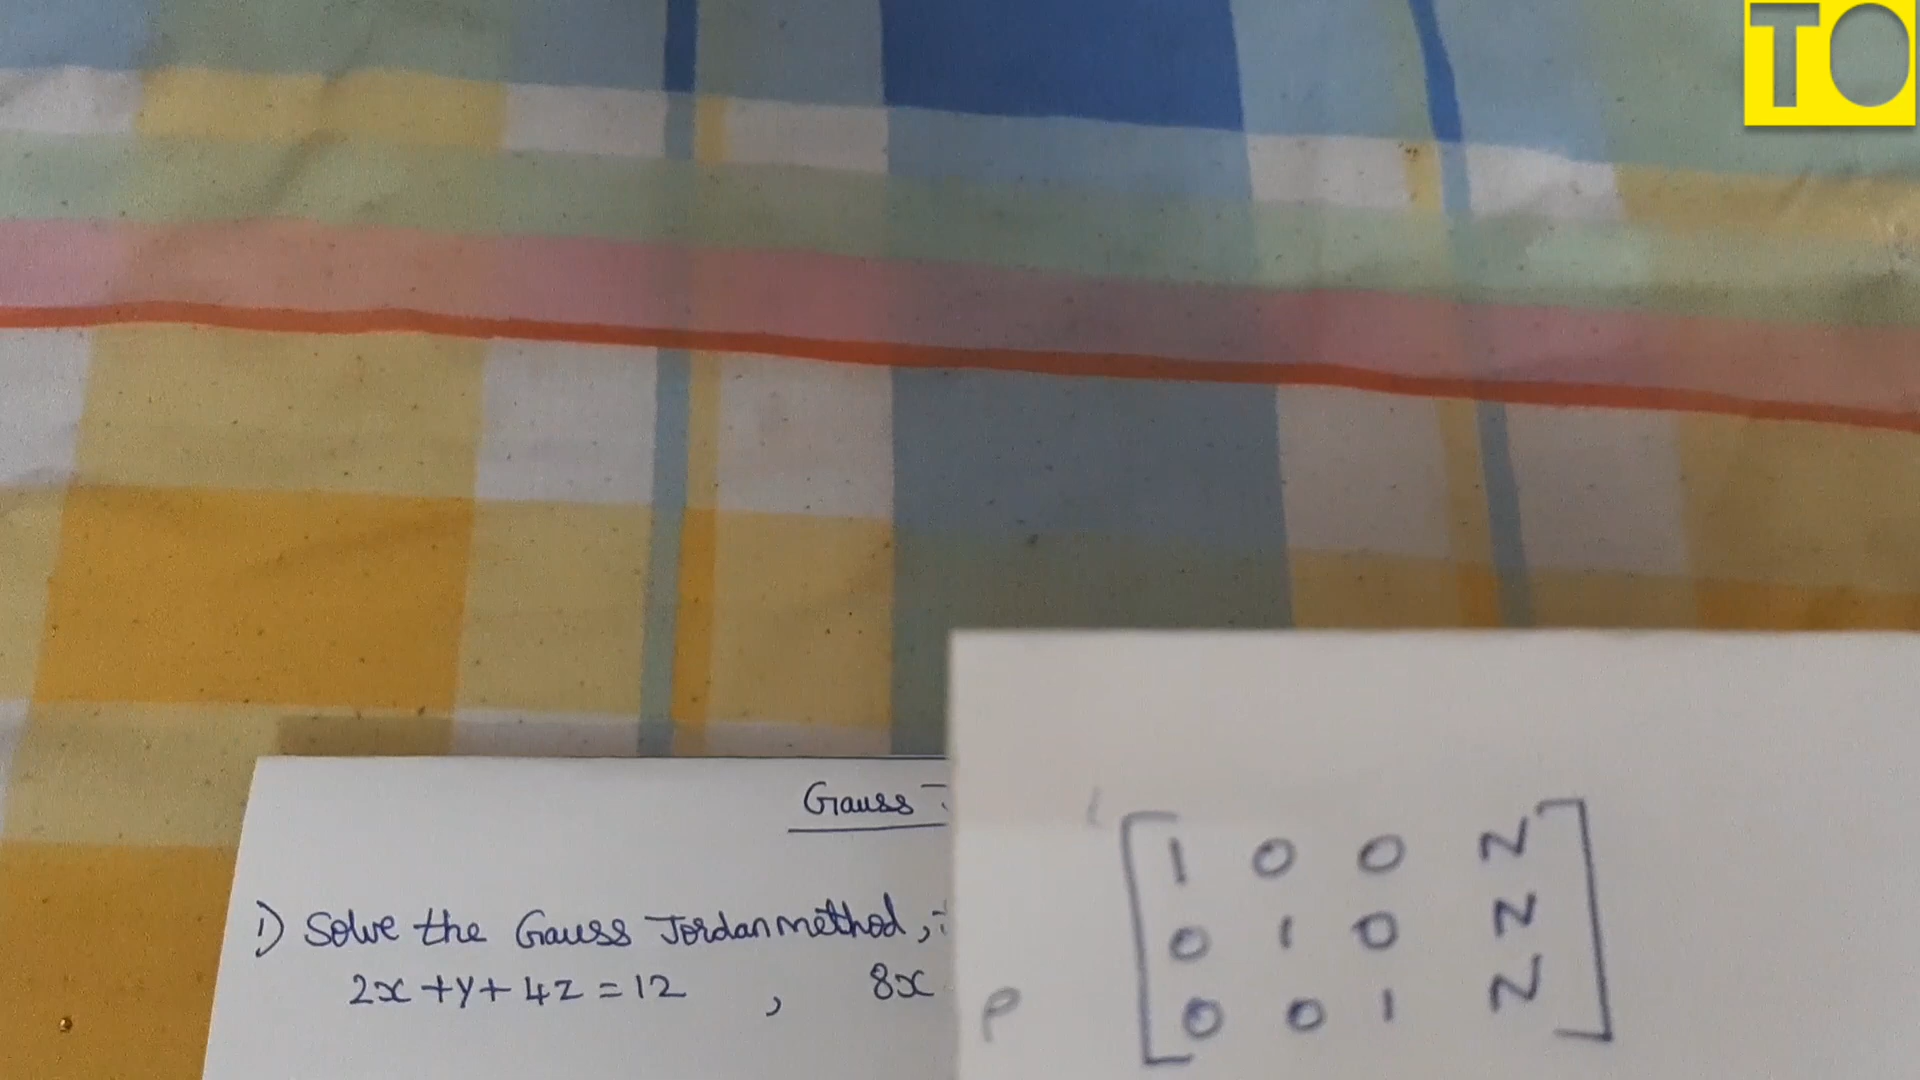 TO
Gauss
1) Solve the Gauss Jordan method,
2x + y + 4z = 12 , 8x
1 0 0 N
0 1 0 N
0 0 1 N